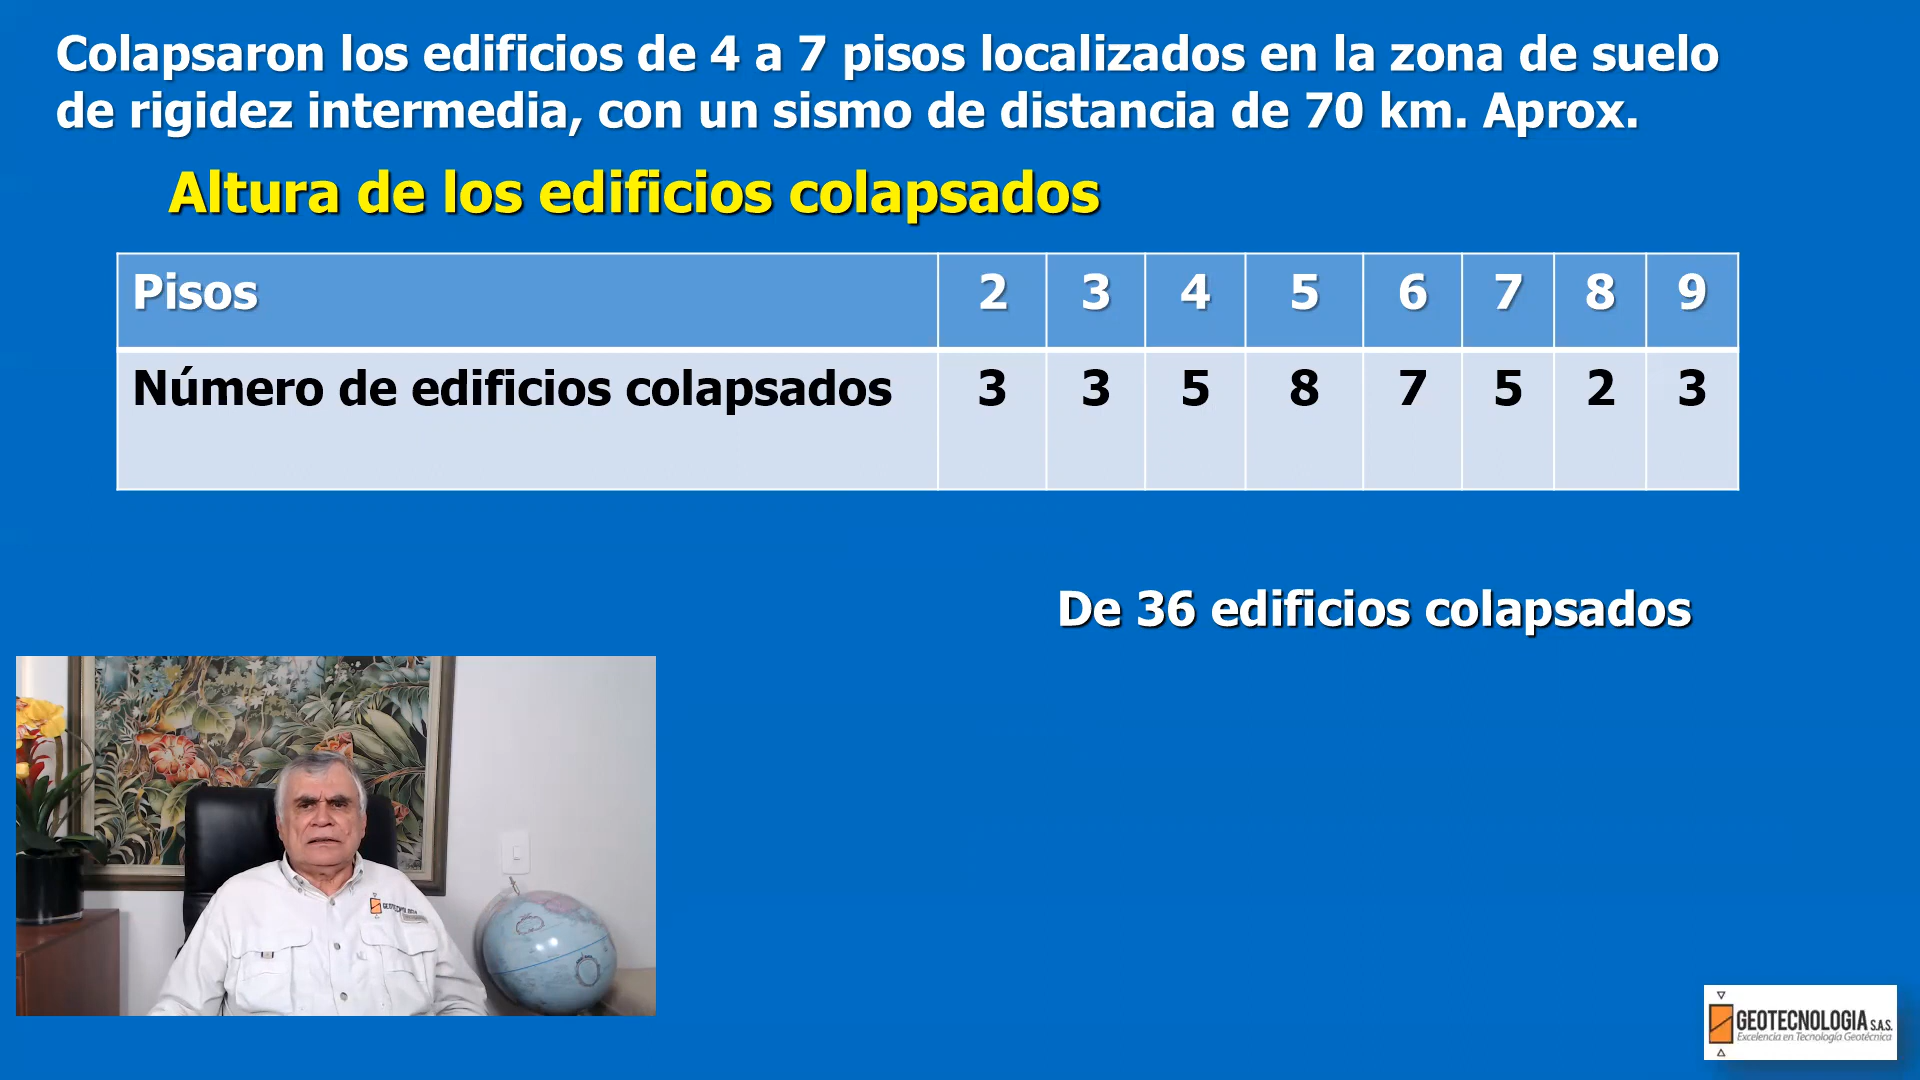 Colapsaron los edificios de 4 a 7 pisos localizados en la zona de suelo
de rigidez intermedia, con un sismo de distancia de 70 km. Aprox.
Altura de los edificios colapsados
Pisos 2 3 4 5 6 7 8 9
Número de edificios colapsados 3 3 5 8 7 5 2 3
De 36 edificios colapsados
GEOTECNOLOGIA S.A.S.
Excelencia en Tecnología Geotécnica